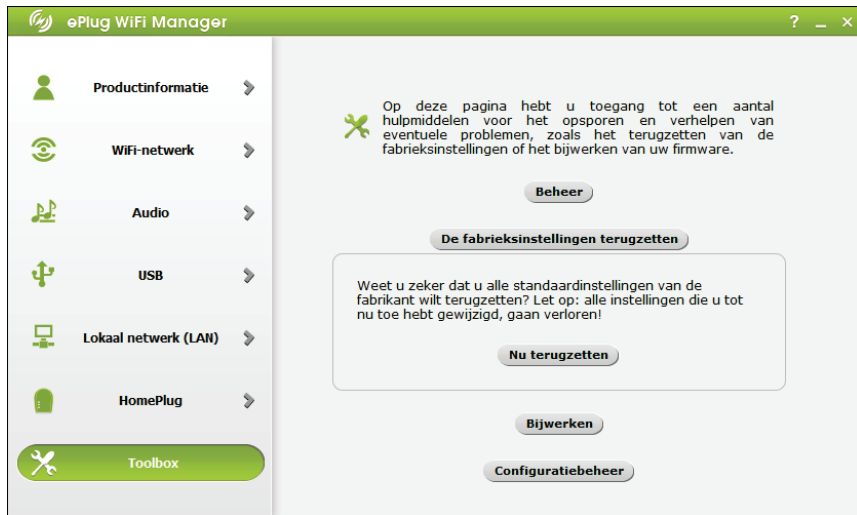 ePlug WiFi Manager
? _ ×
Productinformatie
WiFi-netwerk
Audio
USB
Lokaal netwerk (LAN)
HomePlug
Toolbox
Op deze pagina hebt u toegang tot een aantal
hulpmiddelen voor het opsporen en verhelpen van
eventuele problemen, zoals het terugzetten van de
fabrieksinstellingen of het bijwerken van uw firmware.
Beheer
De fabrieksinstellingen terugzetten
Weet u zeker dat u alle standaardinstellingen van de
fabrikant wilt terugzetten? Let op: alle instellingen die u tot
nu toe hebt gewijzigd, gaan verloren!
Nu terugzetten
Bijwerken
Configuratiebeheer